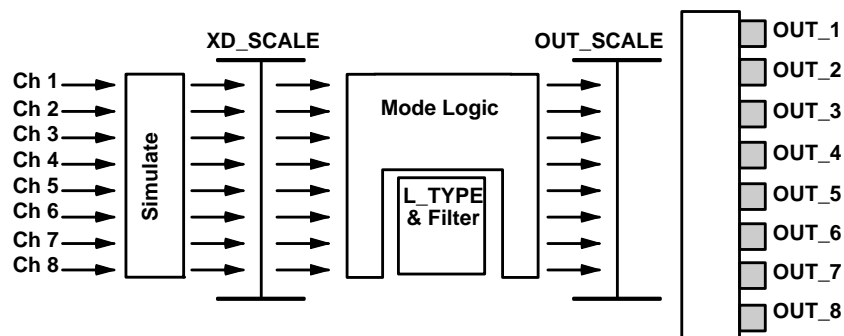 XD_SCALE
OUT_SCALE
Ch 1
Ch 2
Ch 3
Ch 4
Ch 5
Ch 6
Ch 7
Ch 8
Simulate
Mode Logic
L_TYPE
& Filter
OUT_1
OUT_2
OUT_3
OUT_4
OUT_5
OUT_6
OUT_7
OUT_8